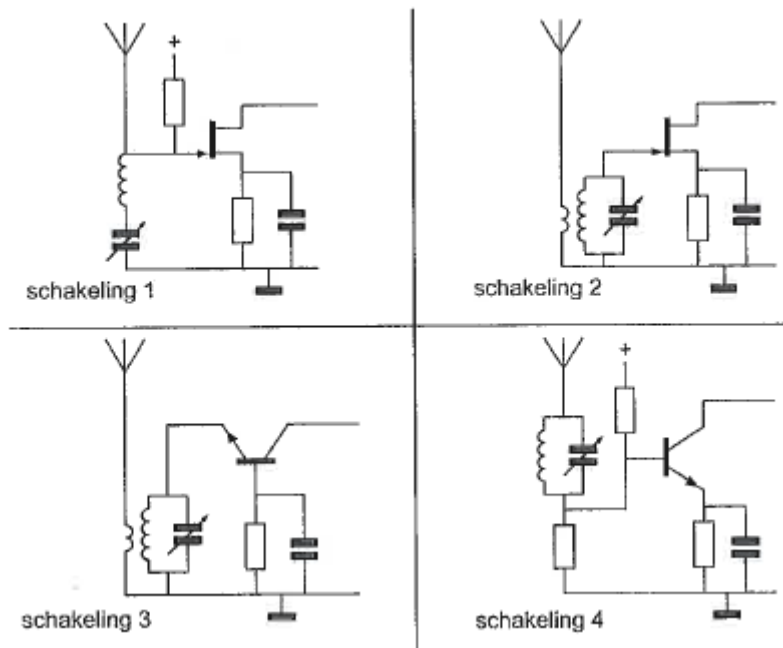 +
schakeling 1
schakeling 2
+
schakeling 3
schakeling 4